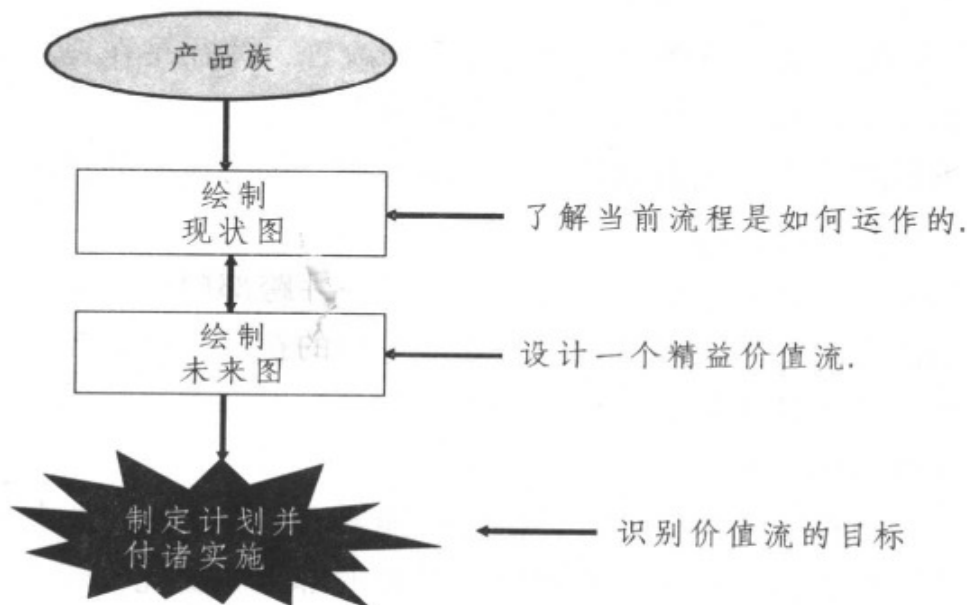 产品族
绘制
现状图
了解当前流程是如何运作的.
绘制
未来图
设计一个精益价值流.
制定计划并
付诸实施
识别价值流的目标